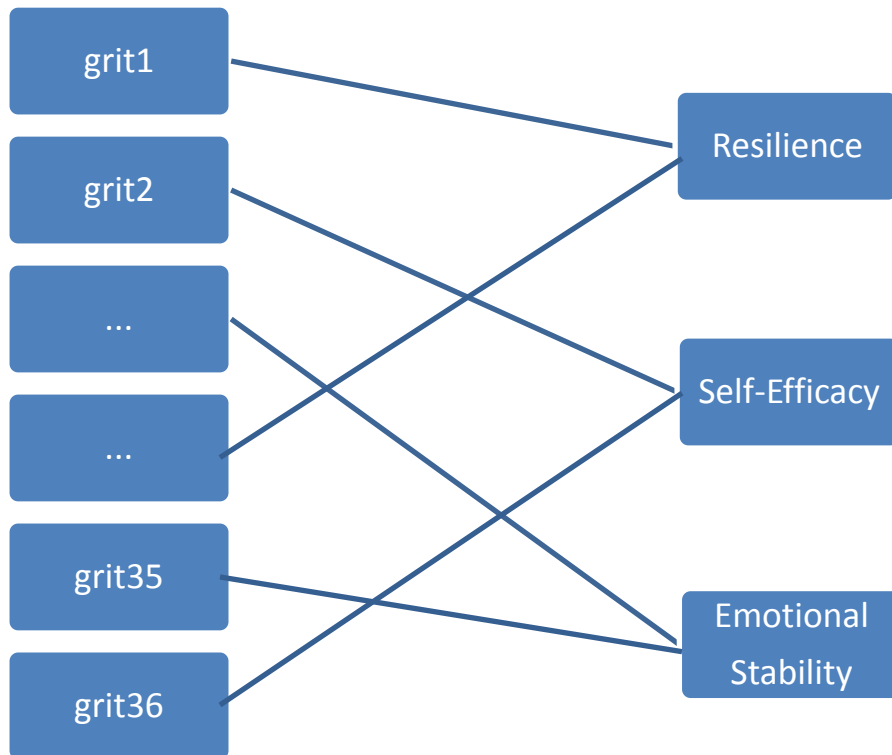 grit1
grit2
...
...
grit35
grit36
Resilience
Self-Efficacy
Emotional
Stability